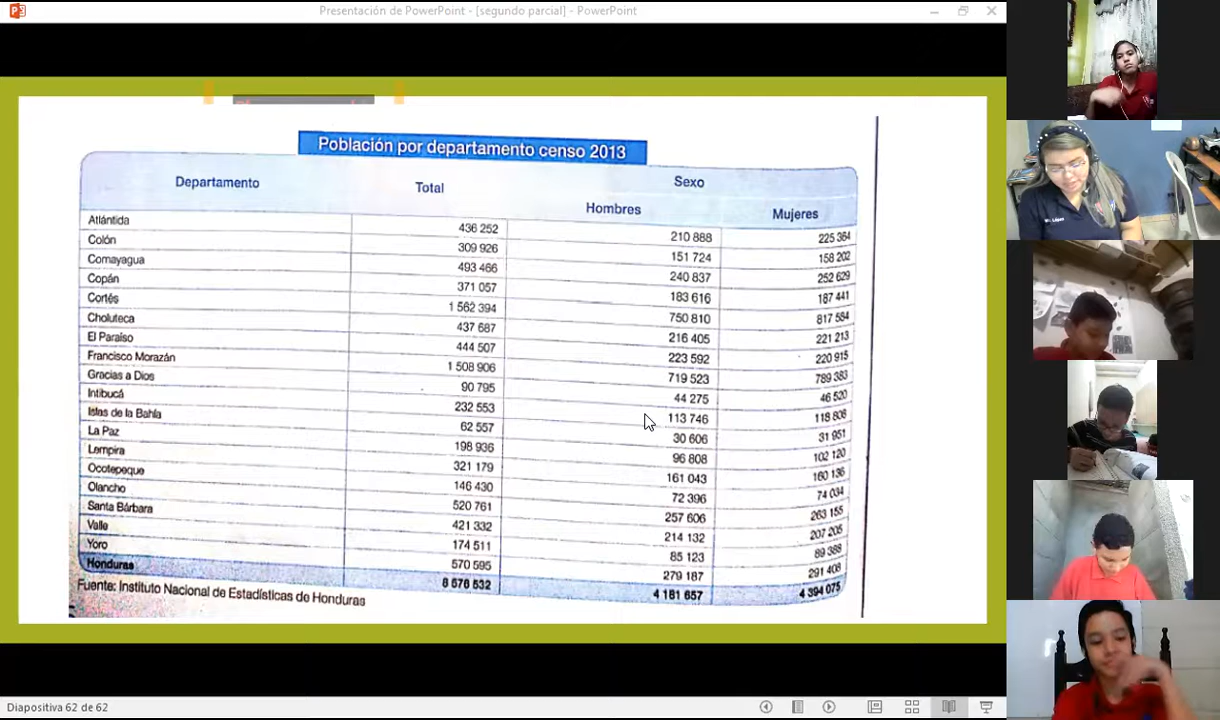 Presentación de PowerPoint - [segundo parcial] - PowerPoint
Población por departamento censo 2013
Departamento Total Sexo
Hombres Mujeres
Atlántida 436 252 210 888 225 364
Colón 309 926 151 724 158 202
Comayagua 493 466 240 837 252 629
Copán 371 057 183 616 187 441
Cortés 1 562 394 750 810 817 584
Choluteca 437 687 216 405 221 213
El Paraíso 444 507 223 592 220 915
Francisco Morazán 1 508 906 719 523 789 383
Gracias a Dios 90 795 44 275 46 520
Intibucá 232 553 113 746 118 808
Islas de la Bahía 62 557 30 606 31 951
La Paz 198 936 96 808 102 120
Lempira 321 179 161 043 160 136
Ocotepeque 146 430 72 396 74 034
Olancho 520 761 257 606 263 155
Santa Bárbara 421 332 214 132 207 205
Valle 174 511 85 123 89 388
Yoro 570 595 279 187 291 408
Honduras 8 576 532 4 181 657 4 394 075
Fuente: Instituto Nacional de Estadísticas de Honduras
Diapositiva 62 de 62